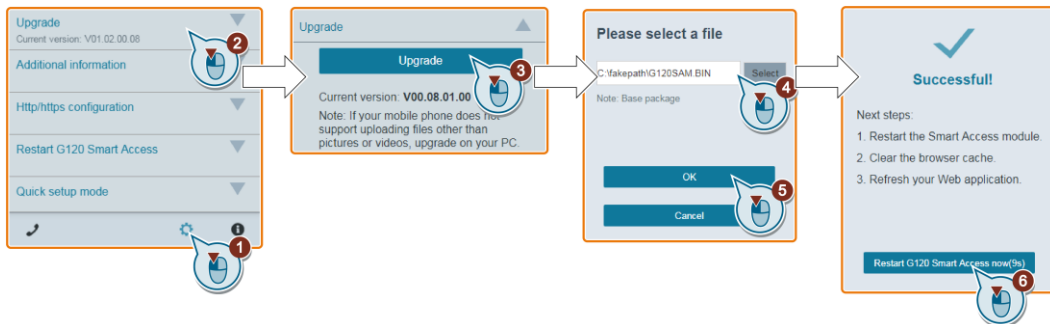 Upgrade
Current version: V01.02.00.08
2
Additional information
Http/https configuration
Restart G120 Smart Access
Quick setup mode
1
Upgrade
Upgrade
3
Current version: V00.08.01.00
Note: If your mobile phone does not
support uploading files other than
pictures or videos, upgrade on your PC.
Please select a file
C:\fakepath\G120SAM.BIN
Select
4
Note: Base package
OK
5
Cancel
Successful!
Next steps:
1. Restart the Smart Access module.
2. Clear the browser cache.
3. Refresh your Web application.
Restart G120 Smart Access now(9s)
6